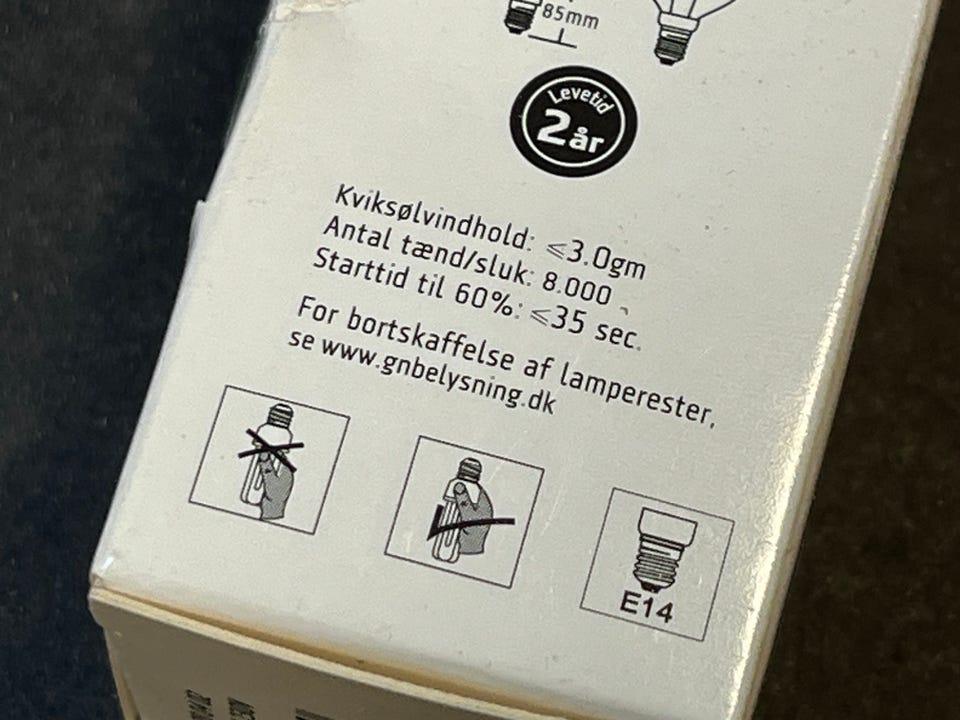 85mm
Levetid
2 år
Kviksølvindhold: ⩽3.0gm
Antal tænd/sluk: 8.000
Starttid til 60%: ⩽35 sec.
For bortskaffelse af lamperester,
se www.gnbelysning.dk
E14